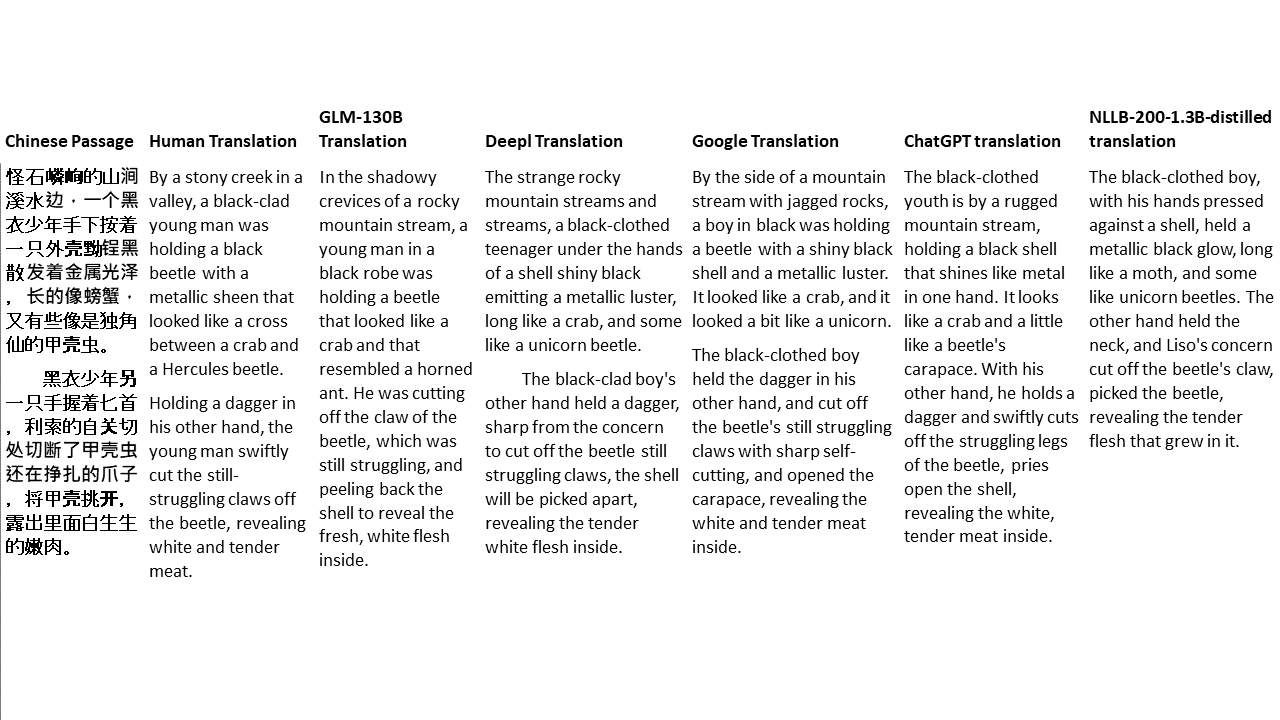 Chinese Passage
怪石嶙峋的山涧
溪水边，一个黑
衣少年手下按着
一只外壳黝锃黑
散发着金属光泽
，长的像螃蟹，
又有些像是独角
仙的甲壳虫。
黑衣少年另
一只手握着匕首
，利索的自关切
处切断了甲壳虫
还在挣扎的爪子
，将甲壳挑开，
露出里面白生生
的嫩肉。
Human Translation
By a stony creek in a
valley, a black-clad
young man was
holding a black
beetle with a
metallic sheen that
looked like a cross
between a crab and
a Hercules beetle.
Holding a dagger in
his other hand, the
young man swiftly
cut the still-
struggling claws off
the beetle, revealing
white and tender
meat.
GLM-130B
Translation
In the shadowy
crevices of a rocky
mountain stream, a
young man in a
black robe was
holding a beetle
that looked like a
crab and that
resembled a horned
ant. He was cutting
off the claw of the
beetle, which was
still struggling, and
peeling back the
shell to reveal the
fresh, white flesh
inside.
Deepl Translation
The strange rocky
mountain streams and
streams, a black-clothed
teenager under the hands
of a shell shiny black
emitting a metallic luster,
long like a crab, and some
like a unicorn beetle.
The black-clad boy's
other hand held a dagger,
sharp from the concern
to cut off the beetle still
struggling claws, the shell
will be picked apart,
revealing the tender
white flesh inside.
Google Translation
By the side of a mountain
stream with jagged rocks,
a boy in black was holding
a beetle with a shiny black
shell and a metallic luster.
It looked like a crab, and it
looked a bit like a unicorn.
The black-clothed boy
held the dagger in his
other hand, and cut off
the beetle's still struggling
claws with sharp self-
cutting, and opened the
carapace, revealing the
white and tender meat
inside.
ChatGPT translation
The black-clothed
youth is by a rugged
mountain stream,
holding a black shell
that shines like metal
in one hand. It looks
like a crab and a little
like a beetle's
carapace. With his
other hand, he holds a
dagger and swiftly cuts
off the struggling legs
of the beetle, pries
open the shell,
revealing the white,
tender meat inside.
NLLB-200-1.3B-distilled
translation
The black-clothed boy,
with his hands pressed
against a shell, held a
metallic black glow, long
like a moth, and some
like unicorn beetles. The
other hand held the
neck, and Liso's concern
cut off the beetle's claw,
picked the beetle,
revealing the tender
flesh that grew in it.